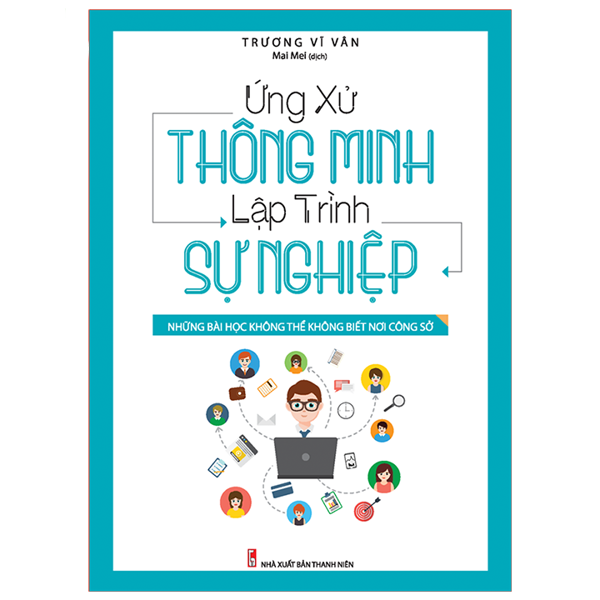 TRƯƠNG VĨ VÂN
Mai Mei (dịch)
Ứng Xử
THÔNG MINH
Lập Trình
SỰ NGHIỆP
NHỮNG BÀI HỌC KHÔNG THỂ KHÔNG BIẾT NƠI CÔNG SỞ
NHÀ XUẤT BẢN THANH NIÊN